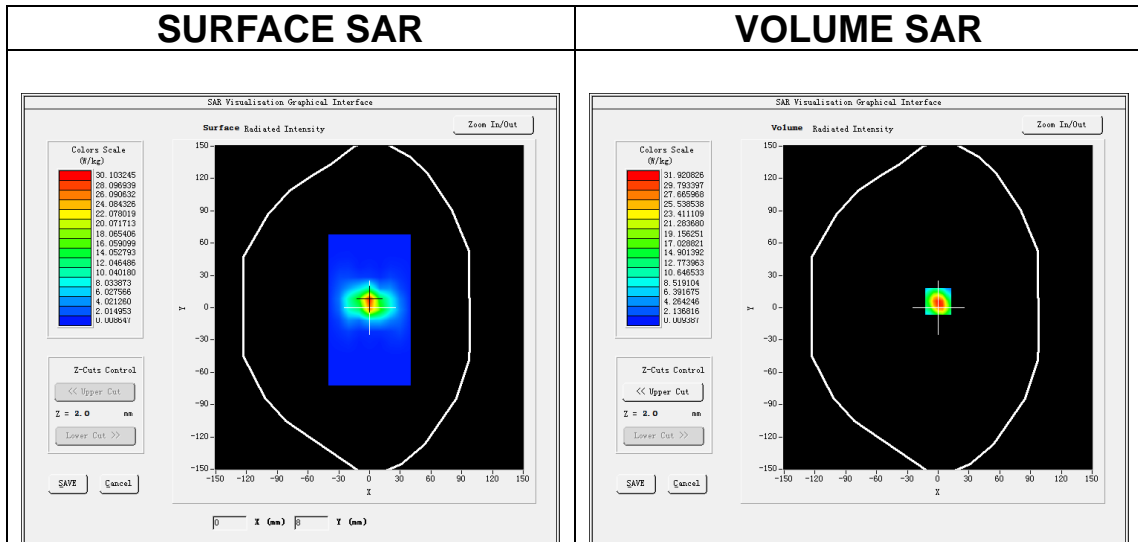 SURFACE SAR
SAR Visualisation Graphical Interface
Surface Radiated Intensity
Zoom In/Out
Colors Scale
(W/kg)
30.103245
28.096939
26.090632
24.084326
22.078019
20.071713
18.065406
16.059099
14.052793
12.046486
10.040180
8.033873
6.027566
4.021260
2.014953
0.008647
Z-Cuts Control
<< Upper Cut
Z = 2.0 mm
Lower Cut >>
SAVE Cancel
150
120
90
60
30
0
-30
-60
-90
-120
-150
Y
-150 -120 -90 -60 -30 0 30 60 90 120 150
X
0 X (mm) 8 Y (mm)
VOLUME SAR
SAR Visualisation Graphical Interface
Volume Radiated Intensity
Zoom In/Out
Colors Scale
(W/kg)
31.920826
29.793397
27.665968
25.538538
23.411109
21.283680
19.156251
17.028821
14.901392
12.773963
10.646533
8.519104
6.391675
4.264246
2.136816
0.009387
Z-Cuts Control
<< Upper Cut
Z = 2.0 mm
Lower Cut >>
SAVE Cancel
150
120
90
60
30
0
-30
-60
-90
-120
-150
Y
-150 -120 -90 -60 -30 0 30 60 90 120 150
X